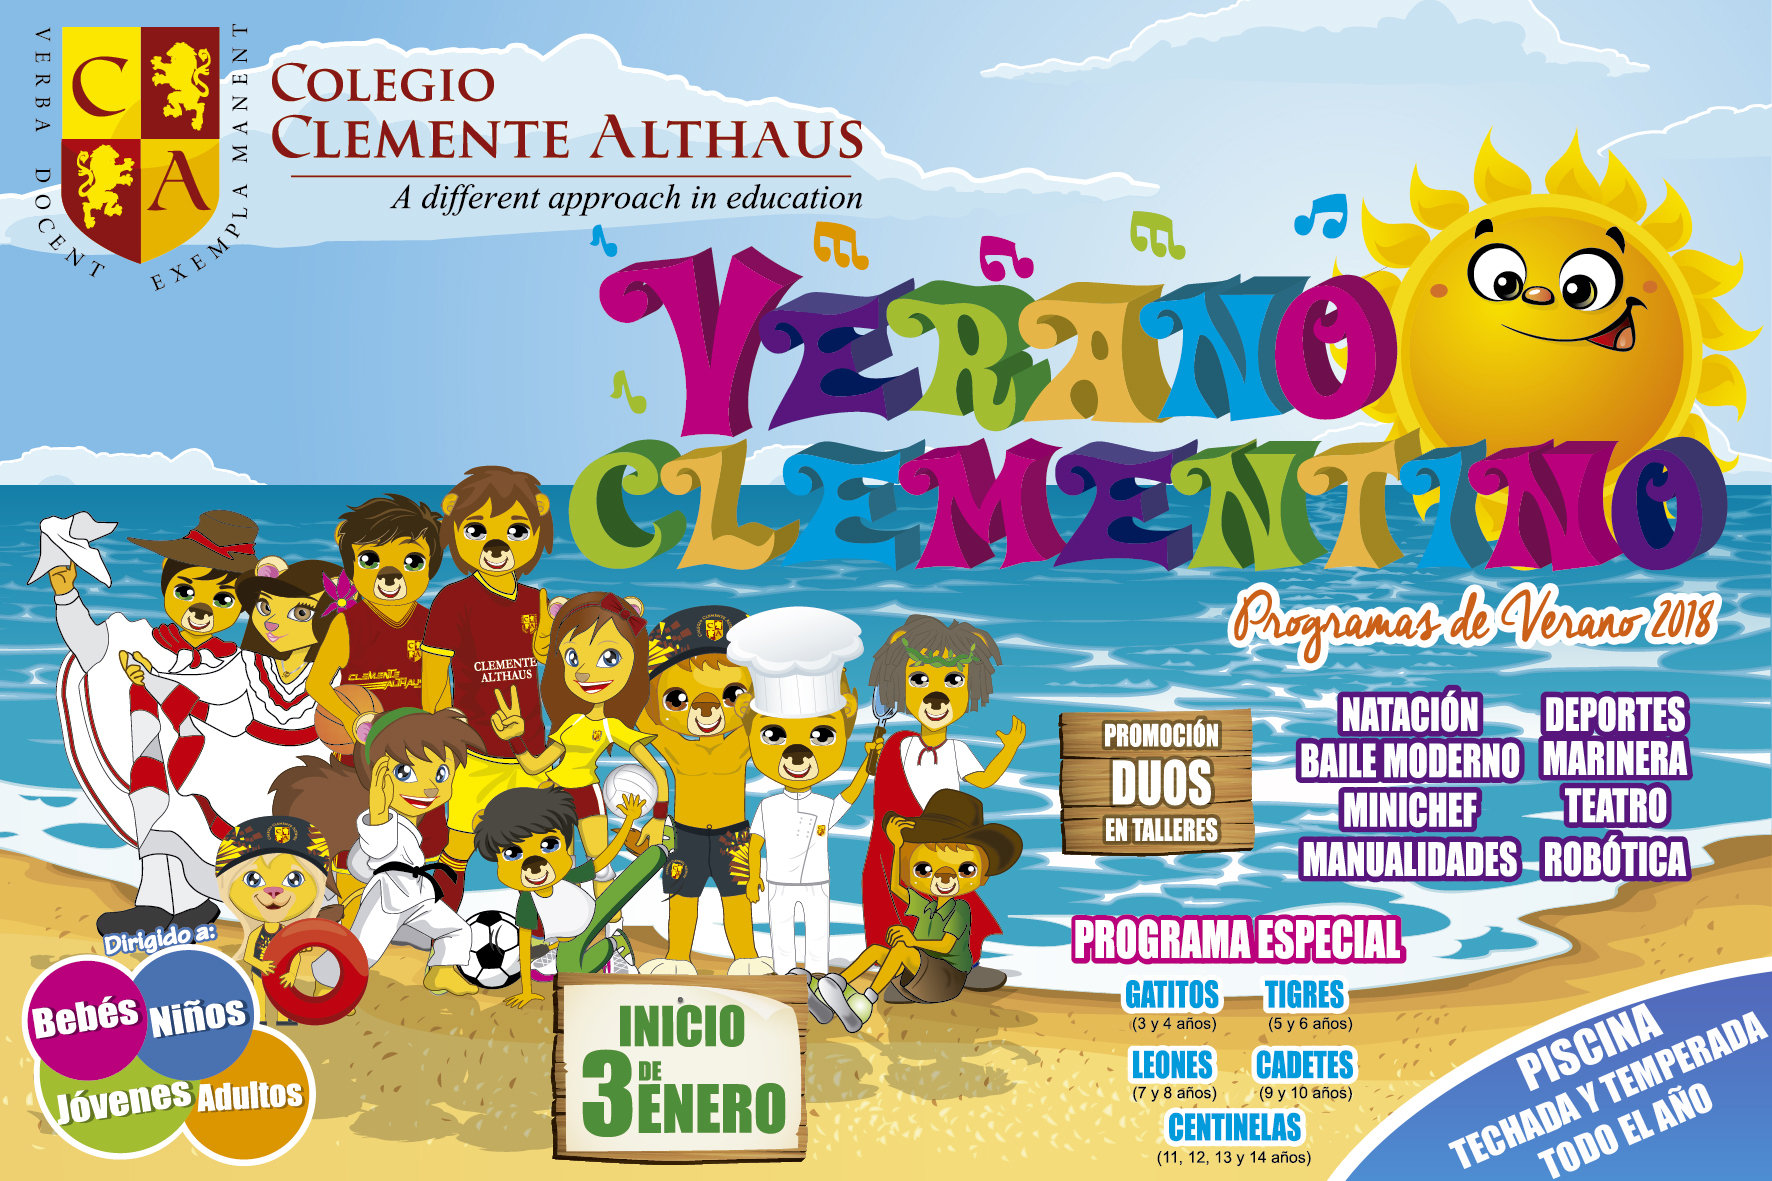 VERBA DOCENT
EXEMPLA MANENT
C
A
COLEGIO
CLEMENTE ALTHAUS
A different approach in education
VERANO
CLEMENTINO
Programas de Verano 2018
CLEMENTE
ALTHAUS
CLEMENTE
ALTHAUS
PROMOCIÓN
DUOS
EN TALLERES
NATACIÓN
BAILE MODERNO
MINICHEF
MANUALIDADES
DEPORTES
MARINERA
TEATRO
ROBÓTICA
PROGRAMA ESPECIAL
GATITOS
(3 y 4 años)
TIGRES
(5 y 6 años)
LEONES
(7 y 8 años)
CADETES
(9 y 10 años)
CENTINELAS
(11, 12, 13 y 14 años)
Dirigido a:
Bebés
Niños
Jóvenes
Adultos
INICIO
3 DE
ENERO
PISCINA
TECHADA Y TEMPERADA
TODO EL AÑO